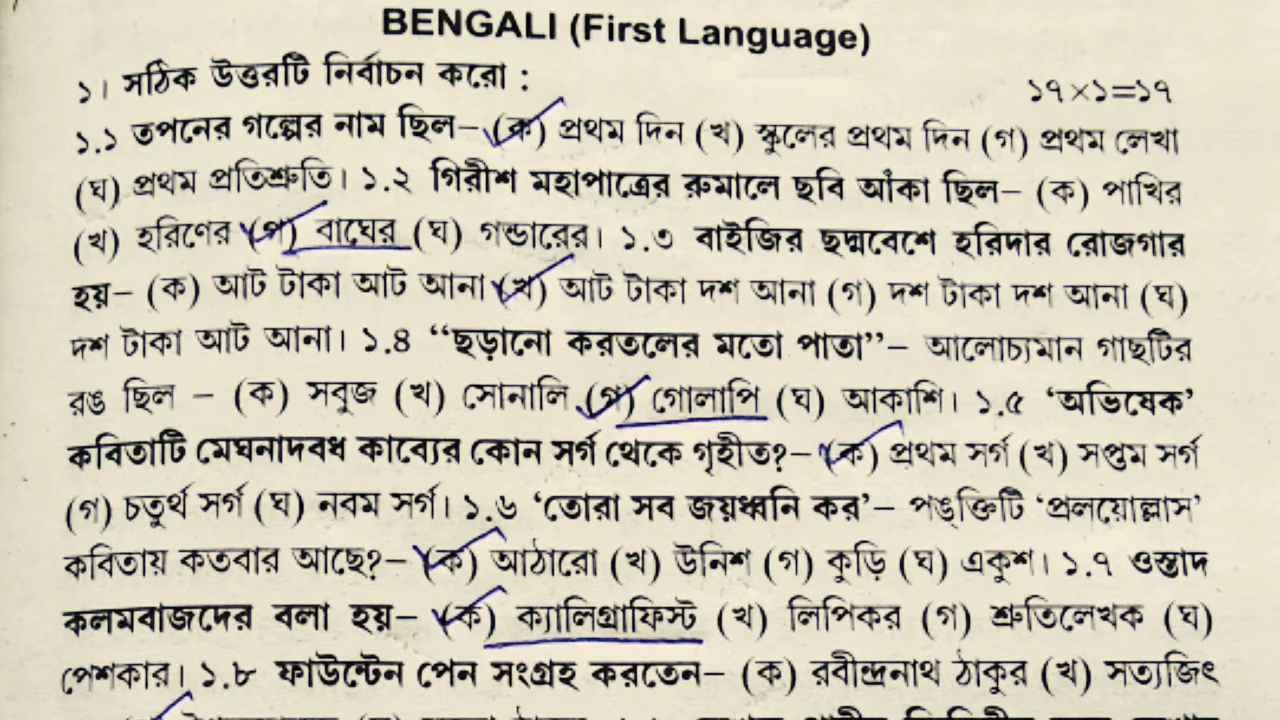 BENGALI (First Language)
১। সঠিক উত্তরটি নির্বাচন করো : ১৭×১=১৭
১.১ তপনের গল্পের নাম ছিল– (ক) প্রথম দিন (খ) স্কুলের প্রথম দিন (গ) প্রথম লেখা
(ঘ) প্রথম প্রতিশ্রুতি। ১.২ গিরীশ মহাপাত্রের রুমালে ছবি আঁকা ছিল– (ক) পাখির
(খ) হরিণের (গ) বাঘের (ঘ) গন্ডারের। ১.৩ বাইজির ছদ্মবেশে হরিদার রোজগার
হয়– (ক) আট টাকা আট আনা (খ) আট টাকা দশ আনা (গ) দশ টাকা দশ আনা (ঘ)
দশ টাকা আট আনা। ১.৪ “ছড়ানো করতলের মতো পাতা”– আলোচ্যমান গাছটির
রঙ ছিল – (ক) সবুজ (খ) সোনালি (গ) গোলাপি (ঘ) আকাশি। ১.৫ ‘অভিষেক’
কবিতাটি মেঘনাদবধ কাব্যের কোন সর্গ থেকে গৃহীত?– (ক) প্রথম সর্গ (খ) সপ্তম সর্গ
(গ) চতুর্থ সর্গ (ঘ) নবম সর্গ। ১.৬ ‘তোরা সব জয়ধ্বনি কর’– পঙ্‌ক্তিটি ‘প্রলয়োল্লাস’
কবিতায় কতবার আছে?– (ক) আঠারো (খ) উনিশ (গ) কুড়ি (ঘ) একুশ। ১.৭ ওস্তাদ
কলমবাজদের বলা হয়– (ক) ক্যালিগ্রাফিস্ট (খ) লিপিকর (গ) শ্রুতিলেখক (ঘ)
পেশকার। ১.৮ ফাউন্টেন পেন সংগ্রহ করতেন– (ক) রবীন্দ্রনাথ ঠাকুর (খ) সত্যজিৎ